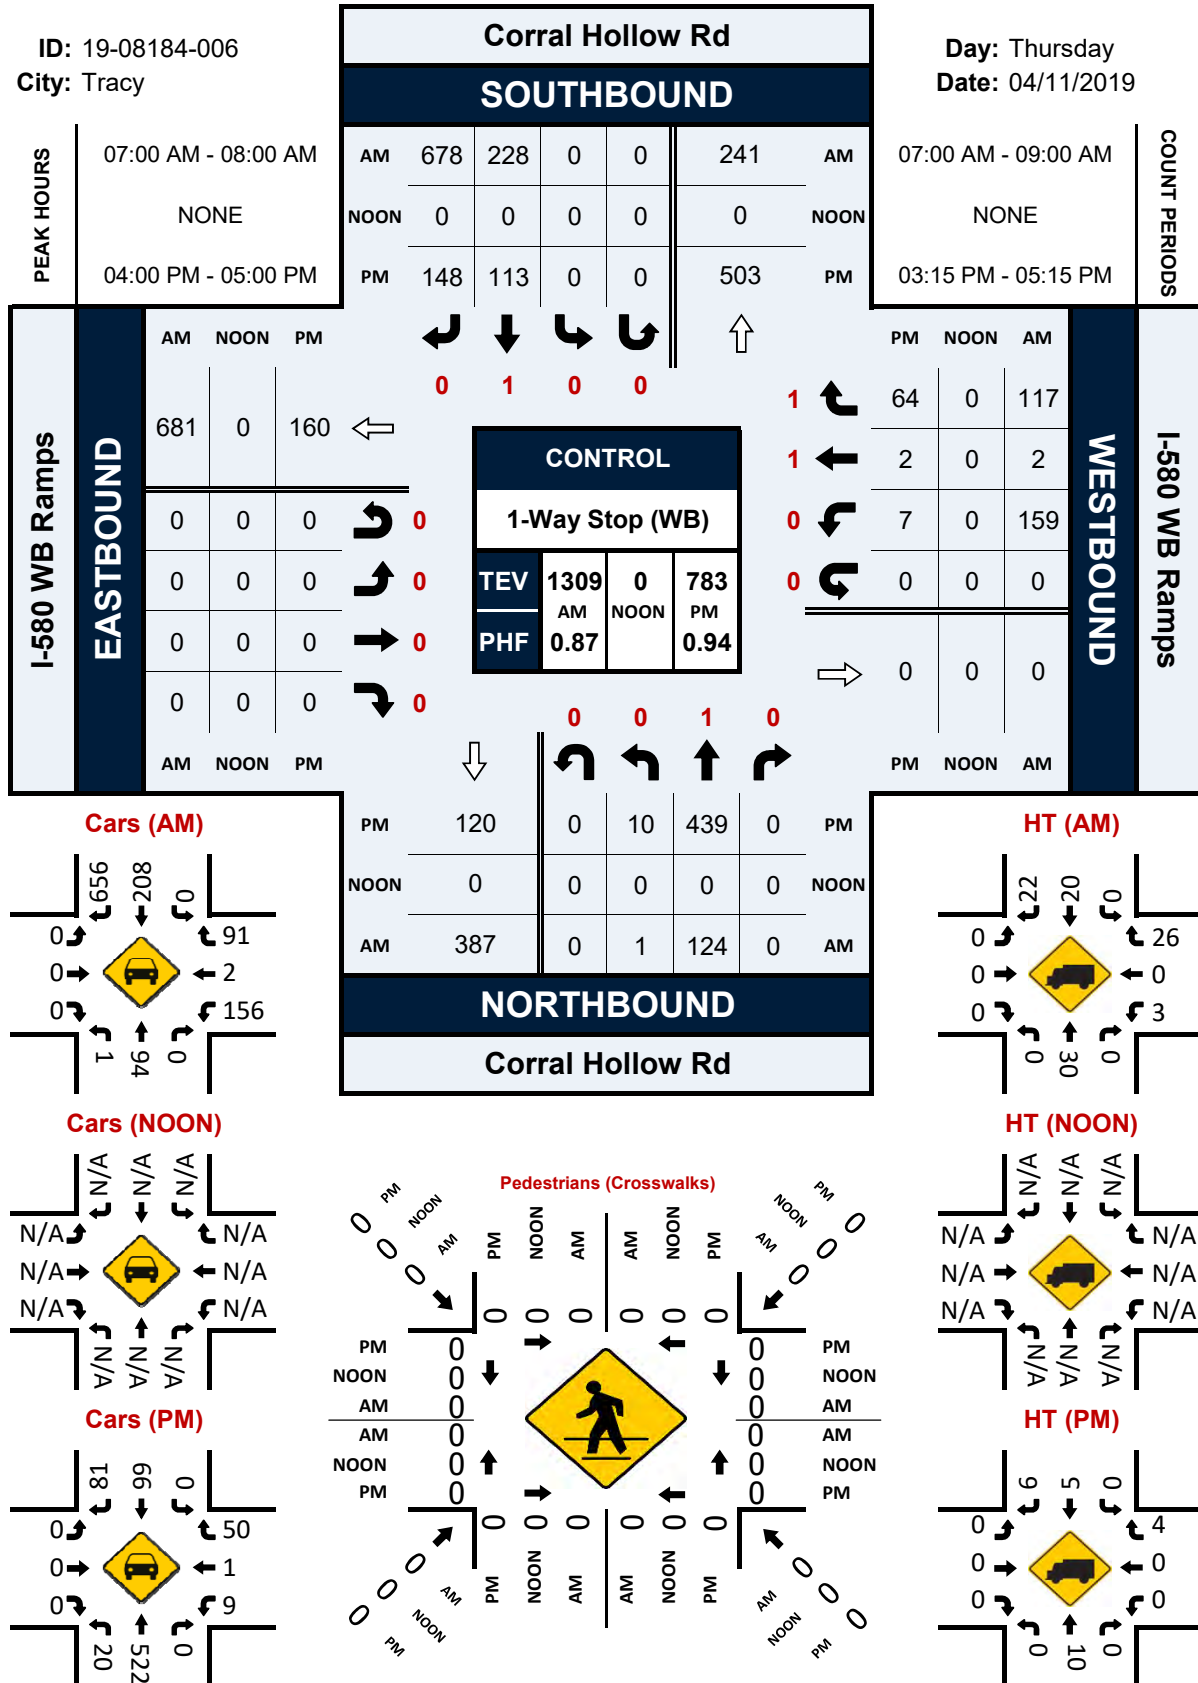 Corral Hollow Rd
ID: 19-08184-006
Day: Thursday
City: Tracy
Date: 04/11/2019
SOUTHBOUND
PEAK HOURS
07:00 AM - 08:00 AM
NONE
04:00 PM - 05:00 PM
AM 678 228 0 0 241 AM
NOON 0 0 0 0 0 NOON
PM 148 113 0 0 503 PM
07:00 AM - 09:00 AM
NONE
03:15 PM - 05:15 PM
COUNT PERIODS
0 1 0 0
I-580 WB Ramps
EASTBOUND
AM NOON PM
681 0 160
0 0 0 0
0 0 0 0
0 0 0 0
0 0 0 0
AM NOON PM
CONTROL
1-Way Stop (WB)
TEV 1309 0 783
AM NOON PM
PHF 0.87 0.94
PM NOON AM
1 64 0 117
1 2 0 2
0 7 0 159
0 0 0 0
0 0 0
PM NOON AM
WESTBOUND
I-580 WB Ramps
0 0 1 0
PM 120 0 10 439 0 PM
NOON 0 0 0 0 0 NOON
AM 387 0 1 124 0 AM
NORTHBOUND
Corral Hollow Rd
Cars (AM)
656 208 0
0 91
0 2
0 156
1 94 0
HT (AM)
22 20 0
0 26
0 0
0 3
0 30 0
Cars (NOON)
N/A N/A N/A
N/A N/A
N/A N/A
N/A N/A
N/A N/A N/A
HT (NOON)
N/A N/A N/A
N/A N/A
N/A N/A
N/A N/A
N/A N/A N/A
Cars (PM)
181 66 0
0 50
0 1
0 9
20 522 0
HT (PM)
6 5 0
0 4
0 0
0 0
0 10 0
Pedestrians (Crosswalks)
PM NOON AM
0 0 0
PM NOON AM AM NOON PM
PM NOON AM
0 0 0
0 0 0 0 0 0
PM 0 0 PM
NOON 0 0 NOON
AM 0 0 AM
AM 0 0 AM
NOON 0 0 NOON
PM 0 0 PM
0 0 0 0 0 0
PM NOON AM AM NOON PM
0 0 0
AM NOON PM
0 0 0
AM NOON PM